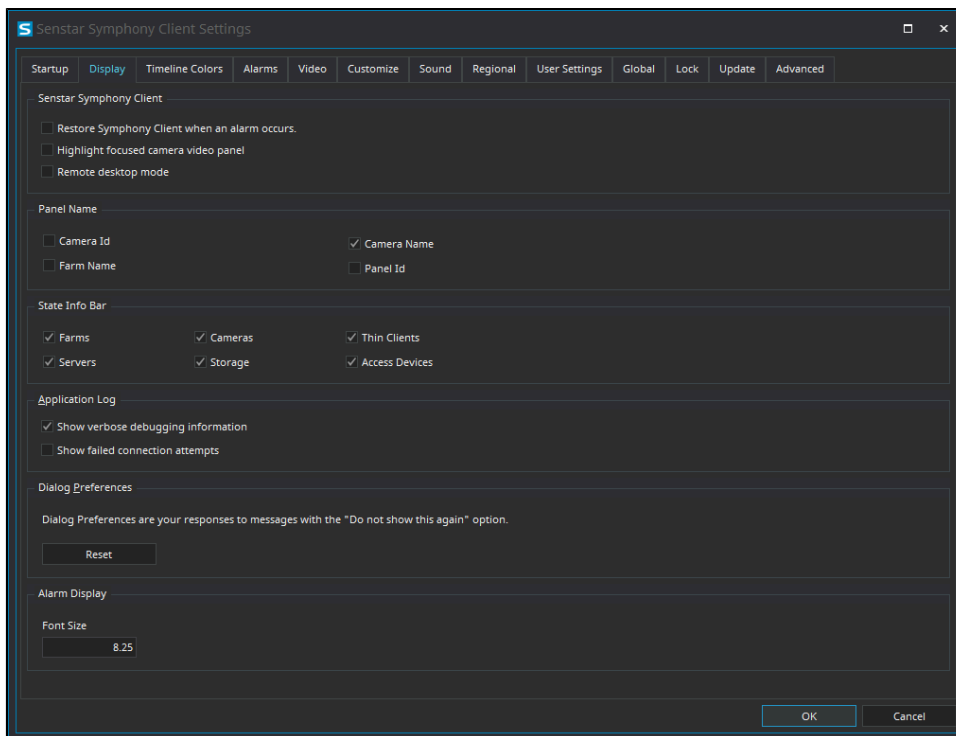 S Senstar Symphony Client Settings
Startup Display Timeline Colors Alarms Video Customize Sound Regional User Settings Global Lock Update Advanced
Senstar Symphony Client
Restore Symphony Client when an alarm occurs.
Highlight focused camera video panel
Remote desktop mode
Panel Name
Camera Id Camera Name
Farm Name Panel Id
State Info Bar
Farms Cameras Thin Clients
Servers Storage Access Devices
Application Log
Show verbose debugging information
Show failed connection attempts
Dialog Preferences
Dialog Preferences are your responses to messages with the "Do not show this again" option.
Reset
Alarm Display
Font Size
8.25
OK Cancel